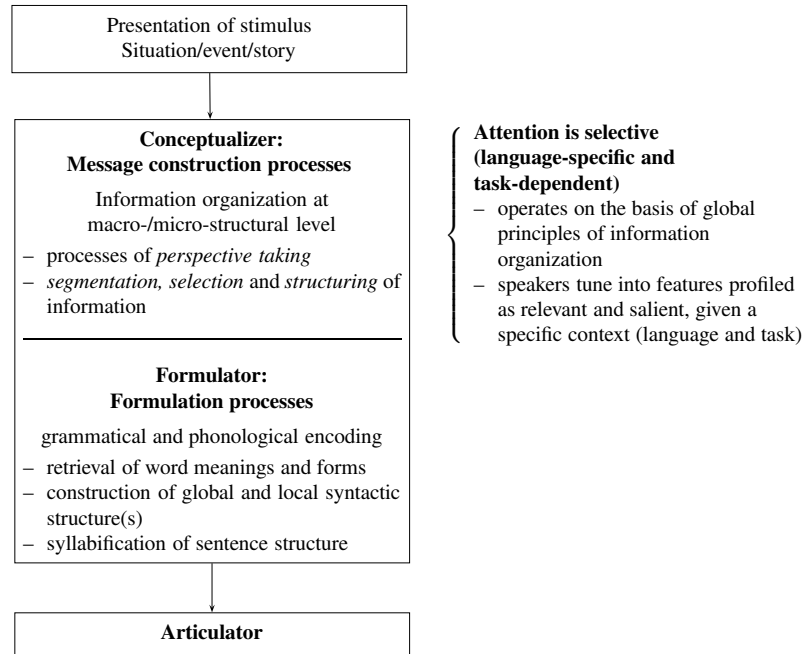 Presentation of stimulus
Situation/event/story
Conceptualizer:
Message construction processes
Information organization at
macro-/micro-structural level
– processes of perspective taking
– segmentation, selection and structuring of
information
Formulator:
Formulation processes
grammatical and phonological encoding
– retrieval of word meanings and forms
– construction of global and local syntactic
structure(s)
– syllabification of sentence structure
Articulator
Attention is selective
(language-specific and
task-dependent)
– operates on the basis of global
principles of information
organization
– speakers tune into features profiled
as relevant and salient, given a
specific context (language and task)